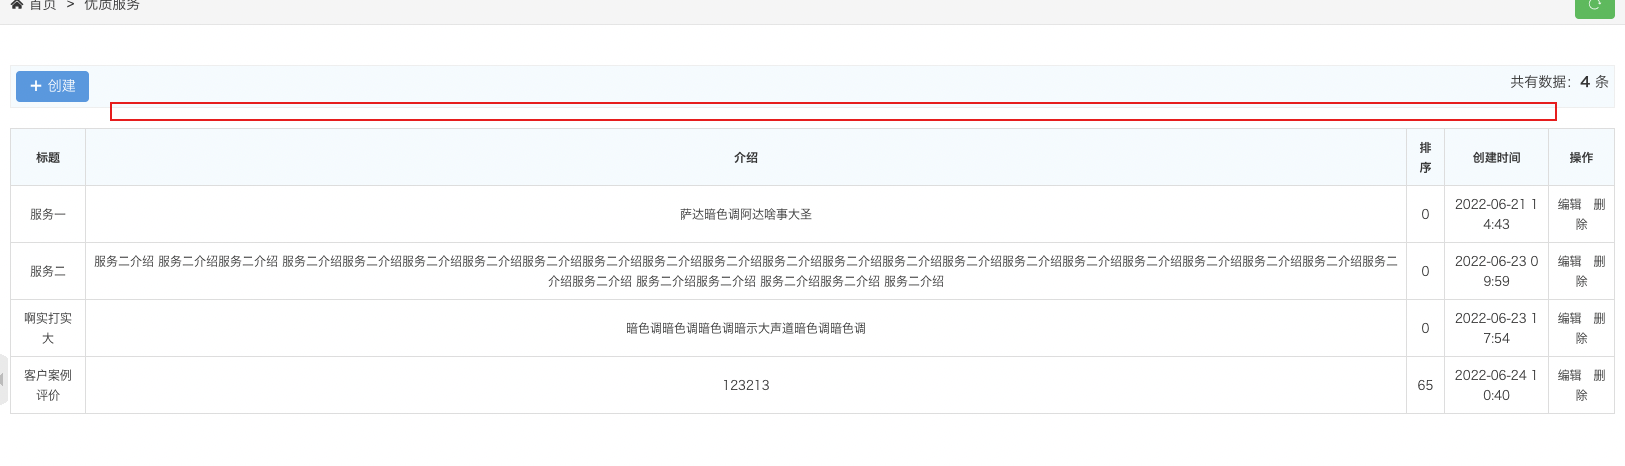 首页 > 优质服务
+ 创建
共有数据：4 条
标题 介绍 排序 创建时间 操作
服务一 萨达暗色调阿达啥事大圣 0 2022-06-21 14:43 编辑 删除
服务二
服务二介绍 服务二介绍服务二介绍 服务二介绍服务二介绍服务二介绍服务二介绍服务二介绍服务二介绍服务二介绍服务二介绍服务二介绍服务二介绍服务二介绍服务二介绍服务二介绍服务二介绍服务二介绍服务二介绍服务二介绍服务二介绍服务二
介绍服务二介绍 服务二介绍服务二介绍 服务二介绍服务二介绍 服务二介绍
0 2022-06-23 09:59 编辑 删除
啊实打实大 暗色调暗色调暗色调暗示大声道暗色调暗色调 0 2022-06-23 17:54 编辑 删除
客户案例评价 123213 65 2022-06-24 10:40 编辑 删除